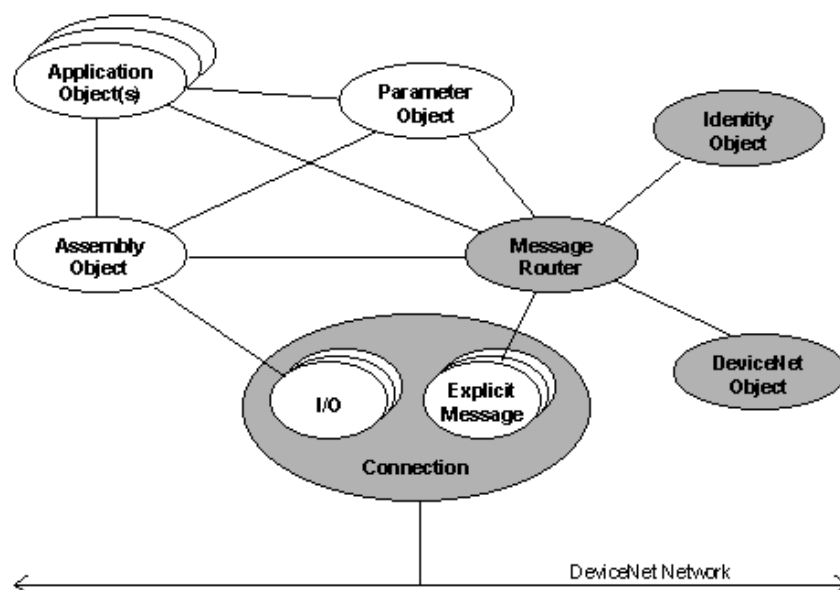 Application
Object(s)
Parameter
Object
Identity
Object
Assembly
Object
Message
Router
DeviceNet
Object
I/O
Explicit
Message
Connection
DeviceNet Network